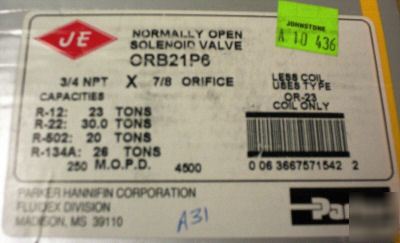 JE
NORMALLY OPEN
SOLENOID VALVE
ORB21P6
JOHNSTONE
A 10 436
3/4 NPT X 7/8 ORIFICE
LESS COIL
USES TYPE
OR-23
COIL ONLY
CAPACITIES
R-12: 23 TONS
R-22: 30.0 TONS
R-502: 20 TONS
R-134A: 26 TONS
250 M.O.P.D. 4500
0 06 3667571542 2
PARKER HANNIFIN CORPORATION
FLUIDEX DIVISION
MADISON, MS 39110
A31